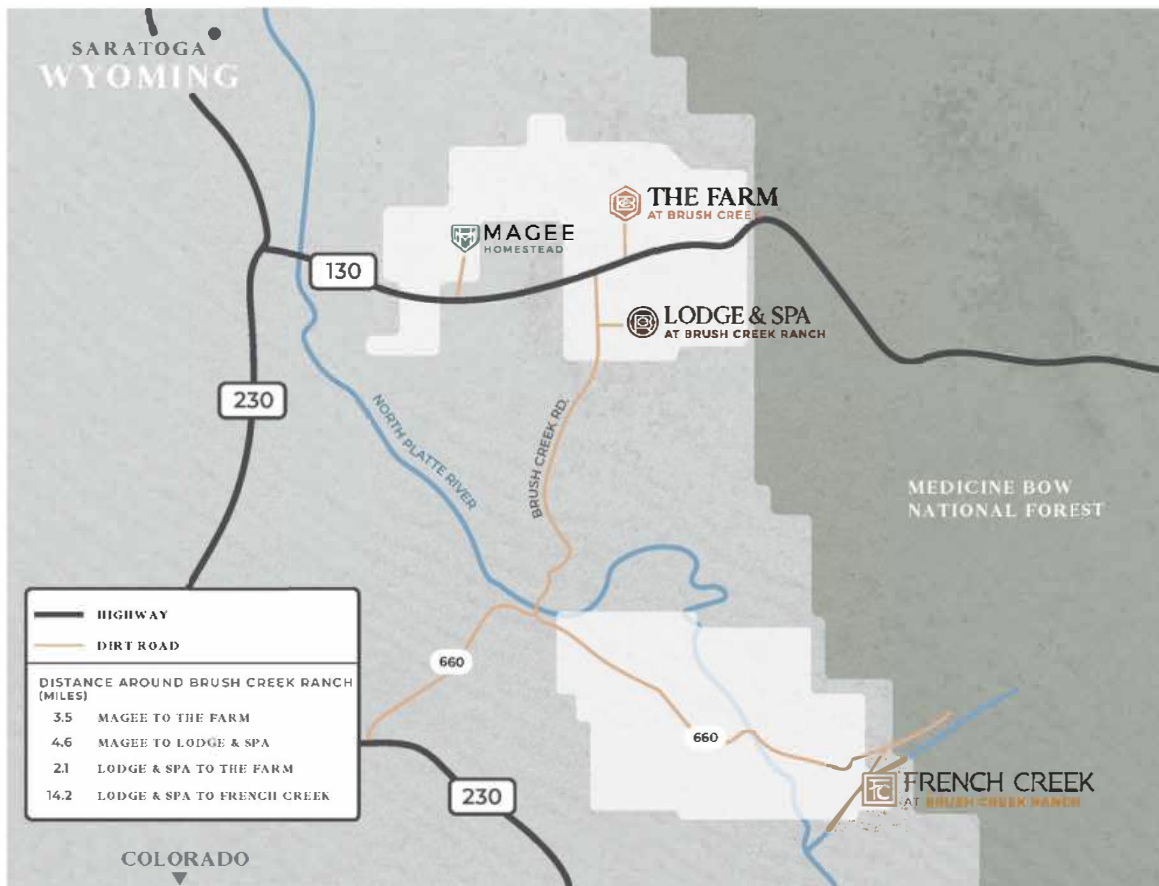 SARATOGA
WYOMING
THE FARM
AT BRUSH CREEK
MAGEE
HOMESTEAD
130
LODGE & SPA
AT BRUSH CREEK RANCH
230
NORTH PLATTE RIVER
BRUSH CREEK RD.
MEDICINE BOW
NATIONAL FOREST
HIGHWAY
DIRT ROAD
660
DISTANCE AROUND BRUSH CREEK RANCH
(MILES)
3.5 MAGEE TO THE FARM
4.6 MAGEE TO LODGE & SPA
2.1 LODGE & SPA TO THE FARM
14.2 LODGE & SPA TO FRENCH CREEK
660
230
FC FRENCH CREEK
AT BRUSH CREEK RANCH
COLORADO